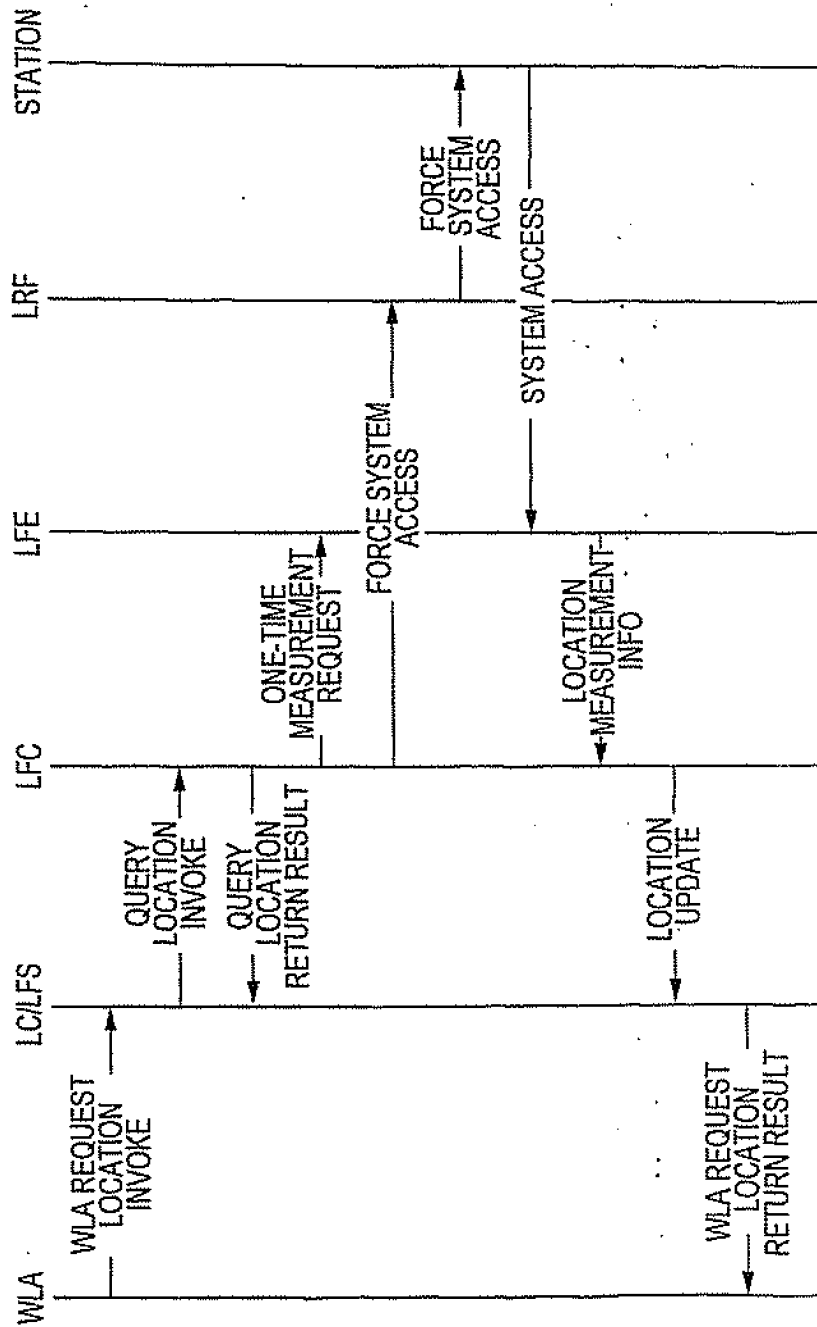 WLA
LC/LFS
LFC
LFE
LRF
STATION
WLA REQUEST
LOCATION
INVOKE
QUERY
LOCATION
INVOKE
QUERY
LOCATION
RETURN RESULT
ONE-TIME
MEASUREMENT
REQUEST
FORCE SYSTEM
ACCESS
FORCE
SYSTEM
ACCESS
SYSTEM ACCESS
LOCATION
MEASUREMENT
INFO
LOCATION
UPDATE
WLA REQUEST
LOCATION
RETURN RESULT